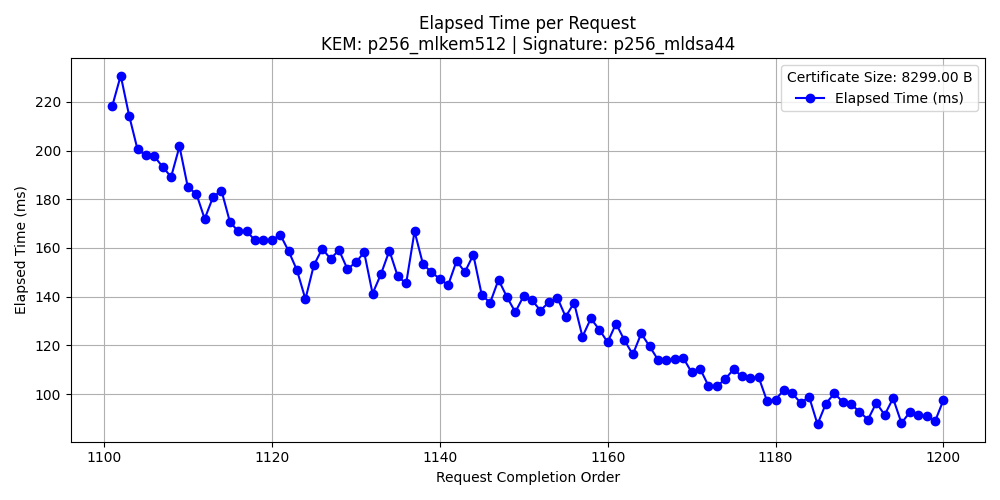 Elapsed Time per Request
KEM: p256_mlkem512 | Signature: p256_mldsa44
Certificate Size: 8299.00 B
Elapsed Time (ms)
Elapsed Time (ms)
220
200
180
160
140
120
100
1100 1120 1140 1160 1180 1200
Request Completion Order